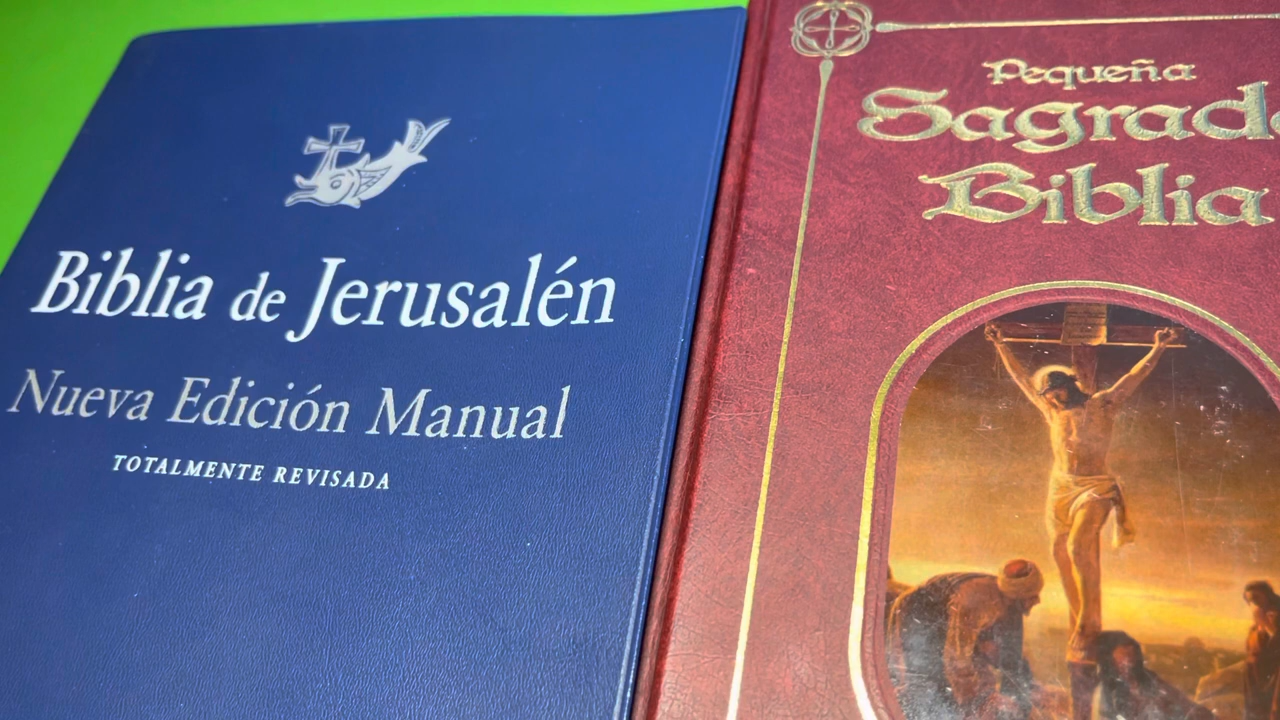 Biblia de Jerusalén
Nueva Edición Manual
TOTALMENTE REVISADA
Pequeña
Sagrad
Biblia